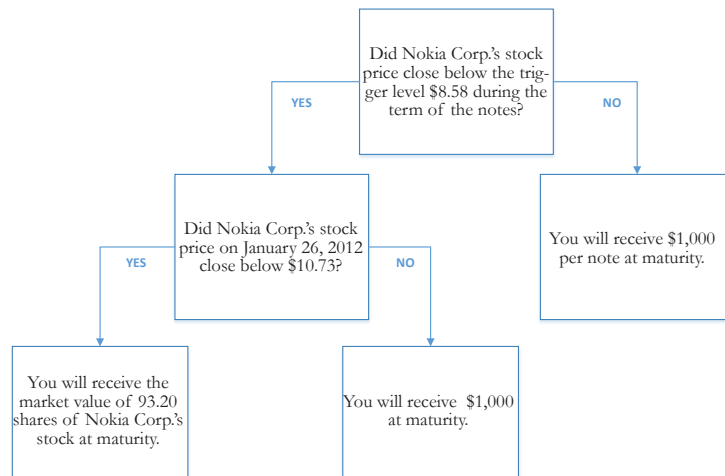 Did Nokia Corp.'s stock
price close below the trig-
ger level $8.58 during the
term of the notes?
YES
NO
Did Nokia Corp.'s stock
price on January 26, 2012
close below $10.73?
You will receive $1,000
per note at maturity.
YES
NO
You will receive the
market value of 93.20
shares of Nokia Corp.'s
stock at maturity.
You will receive $1,000
at maturity.